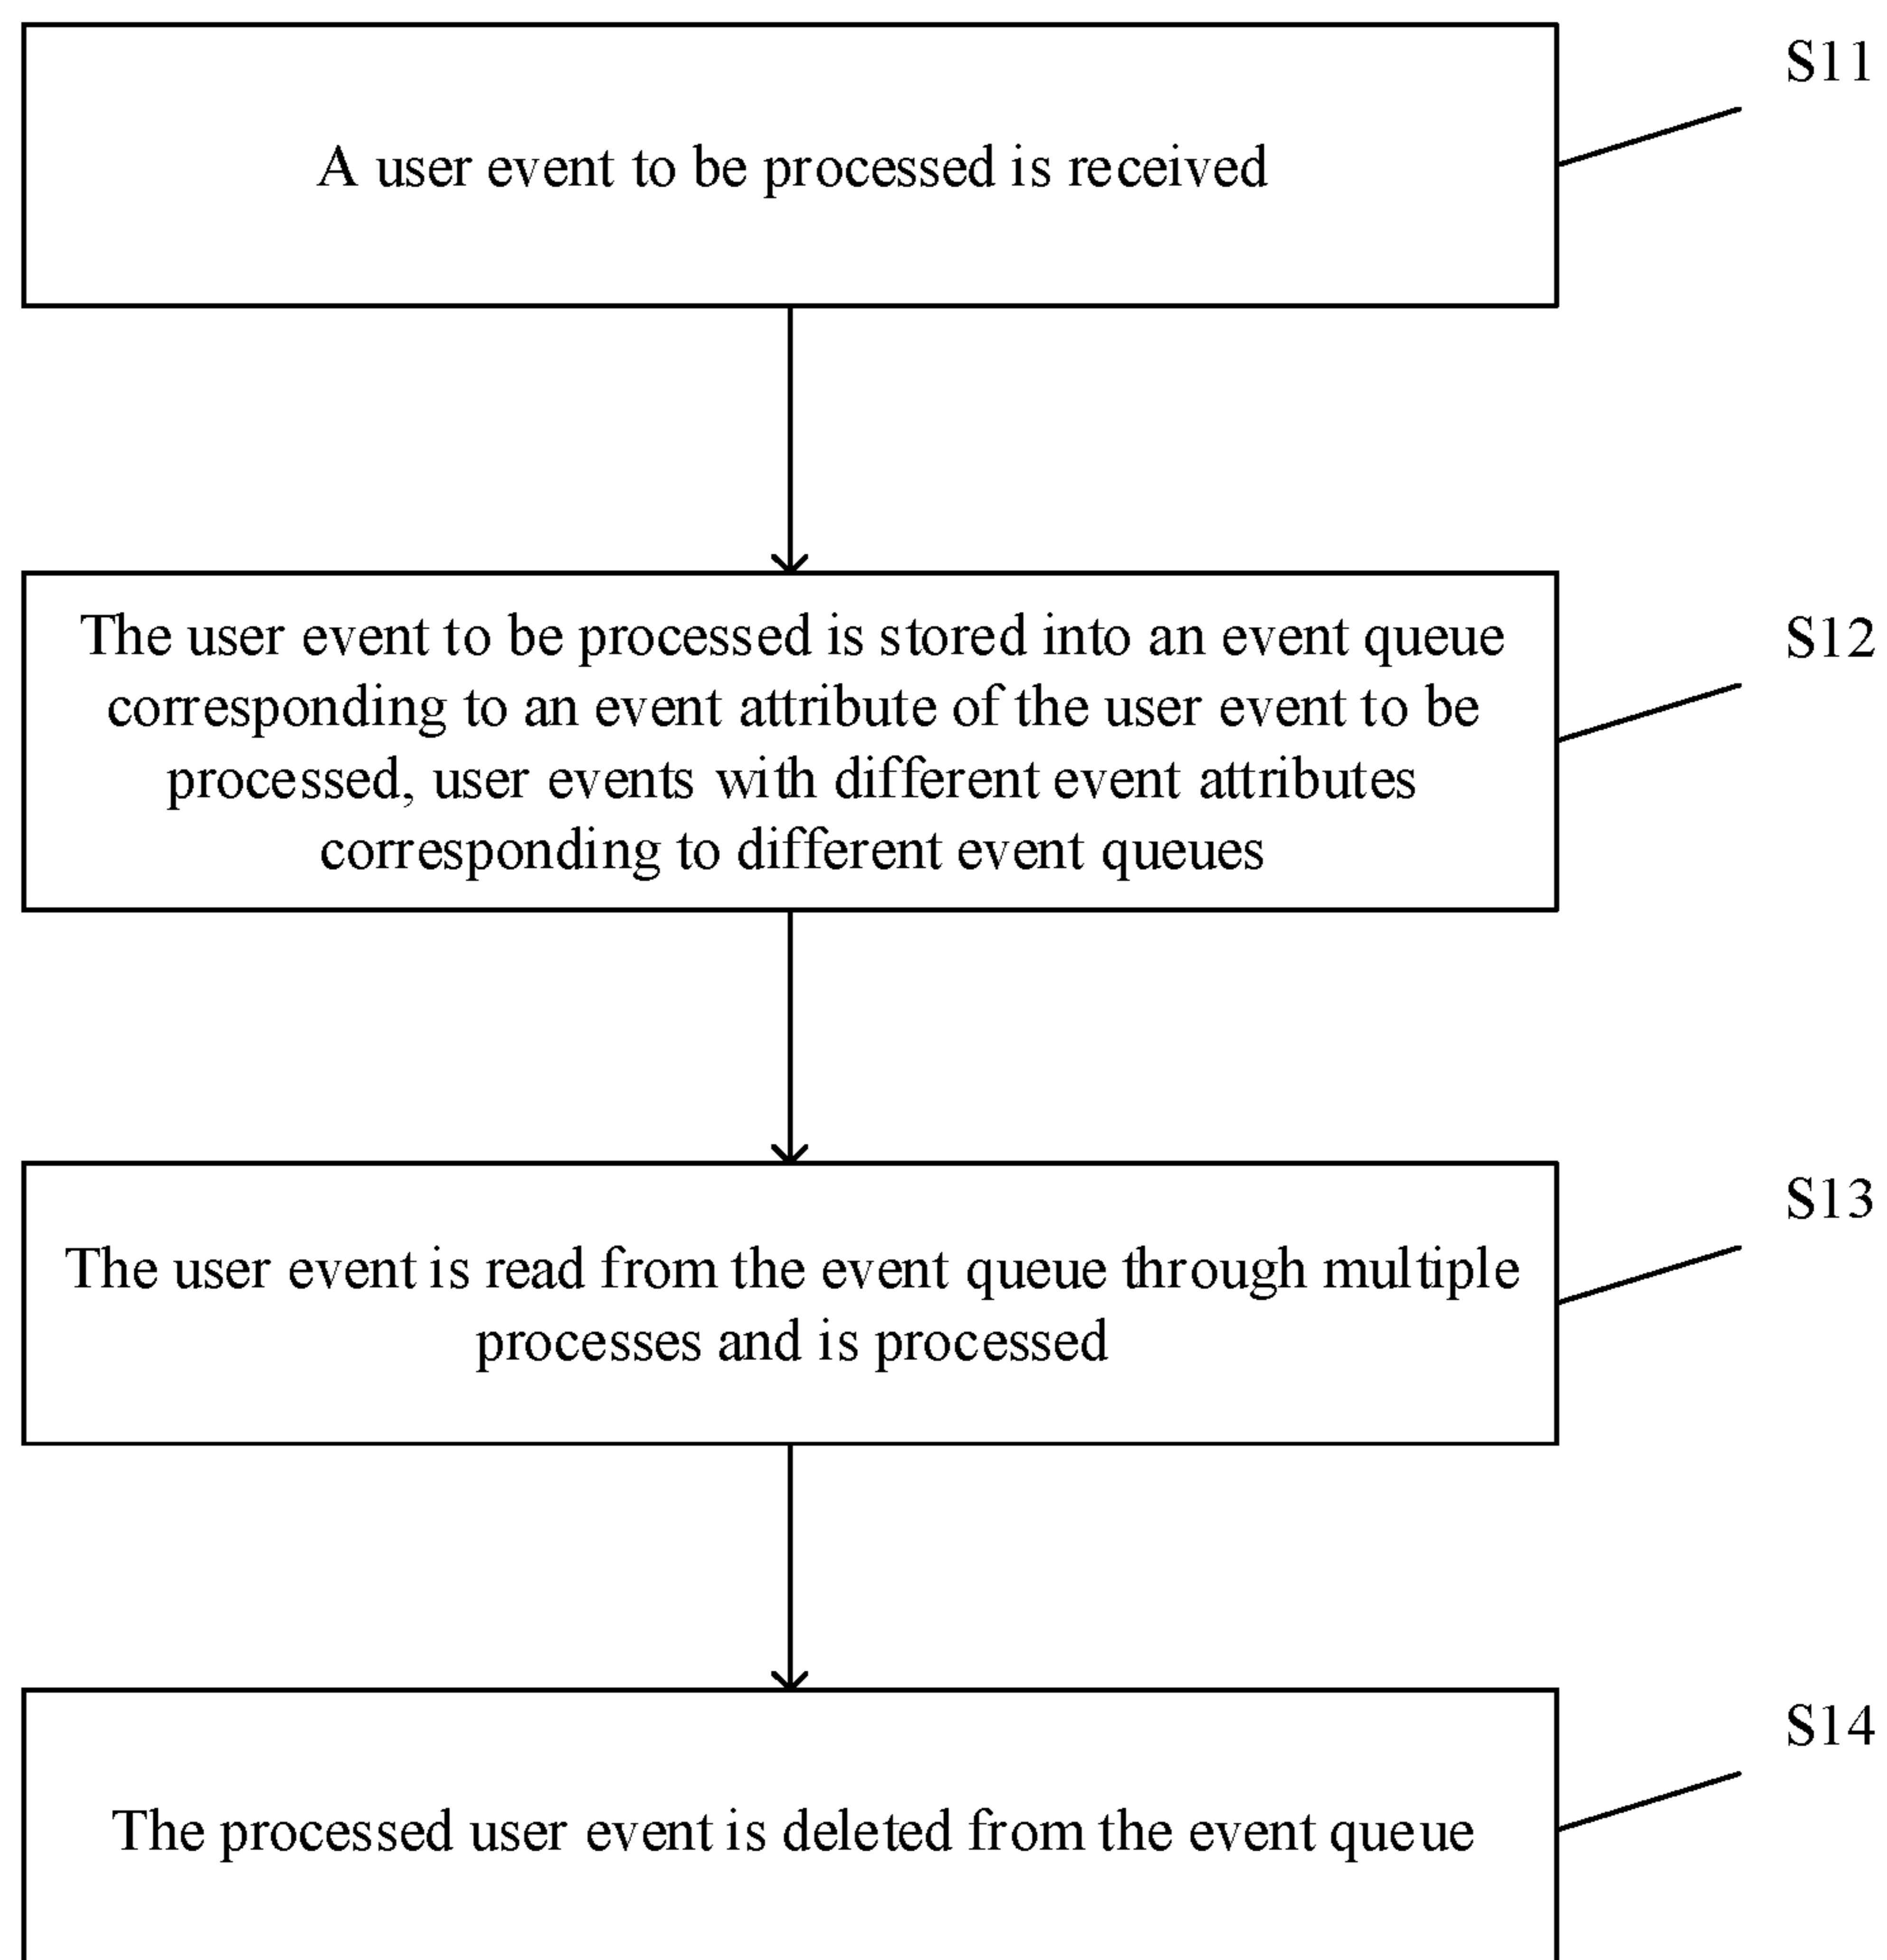 S11
A user event to be processed is received
The user event to be processed is stored into an event queue
corresponding to an event attribute of the user event to be
processed, user events with different event attributes
corresponding to different event queues
S12
The user event is read from the event queue through multiple
processes and is processed
S13
The processed user event is deleted from the event queue
S14